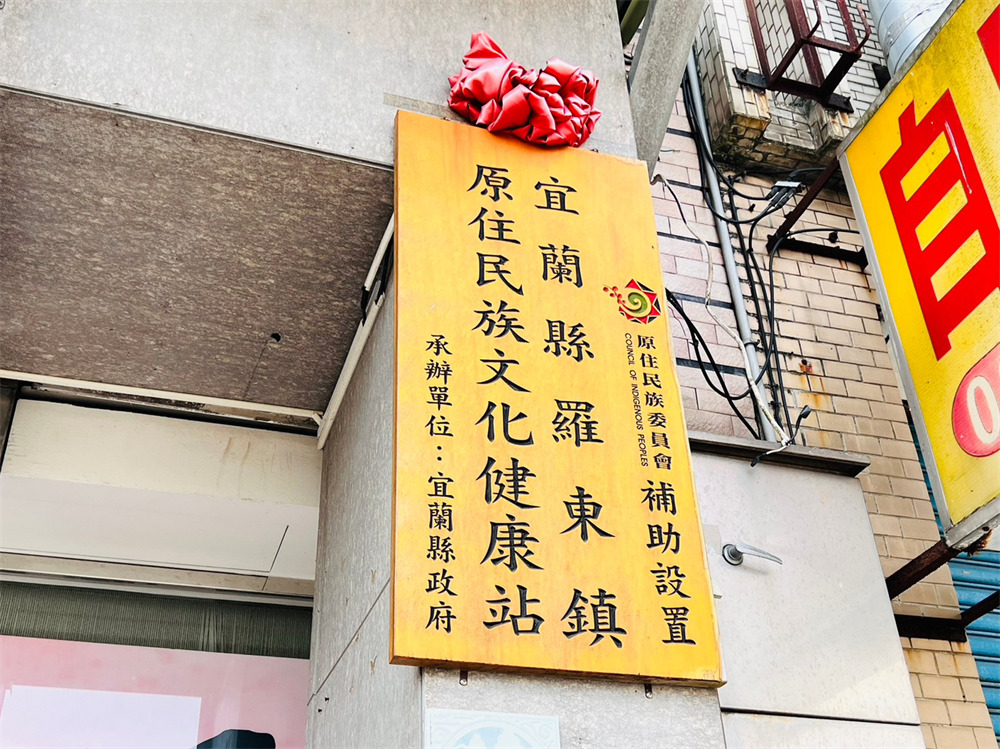 原住民族委員會 補助設置
COUNCIL OF INDIGENOUS PEOPLES
宜蘭縣羅東鎮
原住民族文化健康站
承辦單位：宜蘭縣政府
自
0